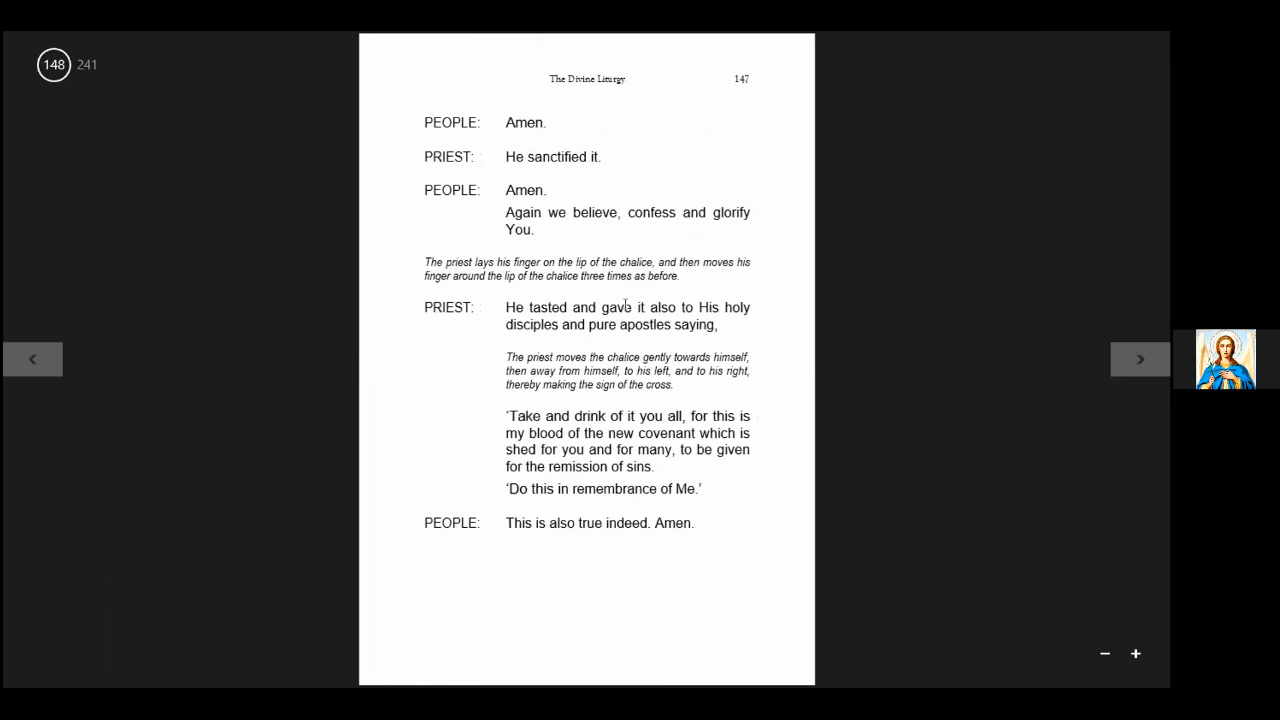 148 241
The Divine Liturgy 147
PEOPLE: Amen.
PRIEST: He sanctified it.
PEOPLE: Amen.
Again we believe, confess and glorify
You.
The priest lays his finger on the lip of the chalice, and then moves his
finger around the lip of the chalice three times as before.
PRIEST: He tasted and gave it also to His holy
disciples and pure apostles saying,
The priest moves the chalice gently towards himself,
then away from himself, to his left, and to his right,
thereby making the sign of the cross.
‘Take and drink of it you all, for this is
my blood of the new covenant which is
shed for you and for many, to be given
for the remission of sins.
‘Do this in remembrance of Me.’
PEOPLE: This is also true indeed. Amen.